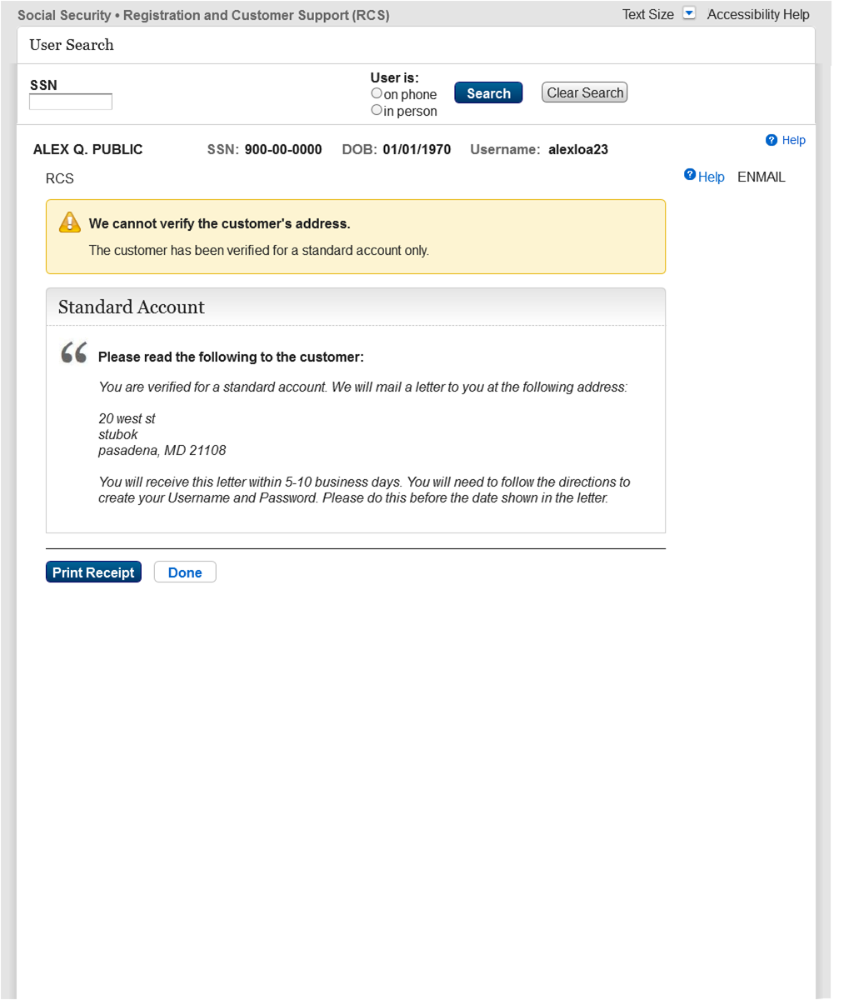 Social Security • Registration and Customer Support (RCS) Text Size Accessibility Help
User Search
SSN
User is:
on phone
in person
Search
Clear Search
Help
ALEX Q. PUBLIC SSN: 900-00-0000 DOB: 01/01/1970 Username: alexloa23
RCS
Help ENMAIL
We cannot verify the customer's address.
The customer has been verified for a standard account only.
Standard Account
“ Please read the following to the customer:
You are verified for a standard account. We will mail a letter to you at the following address:
20 west st
stubok
pasadena, MD 21108
You will receive this letter within 5-10 business days. You will need to follow the directions to
create your Username and Password. Please do this before the date shown in the letter.
Print Receipt Done